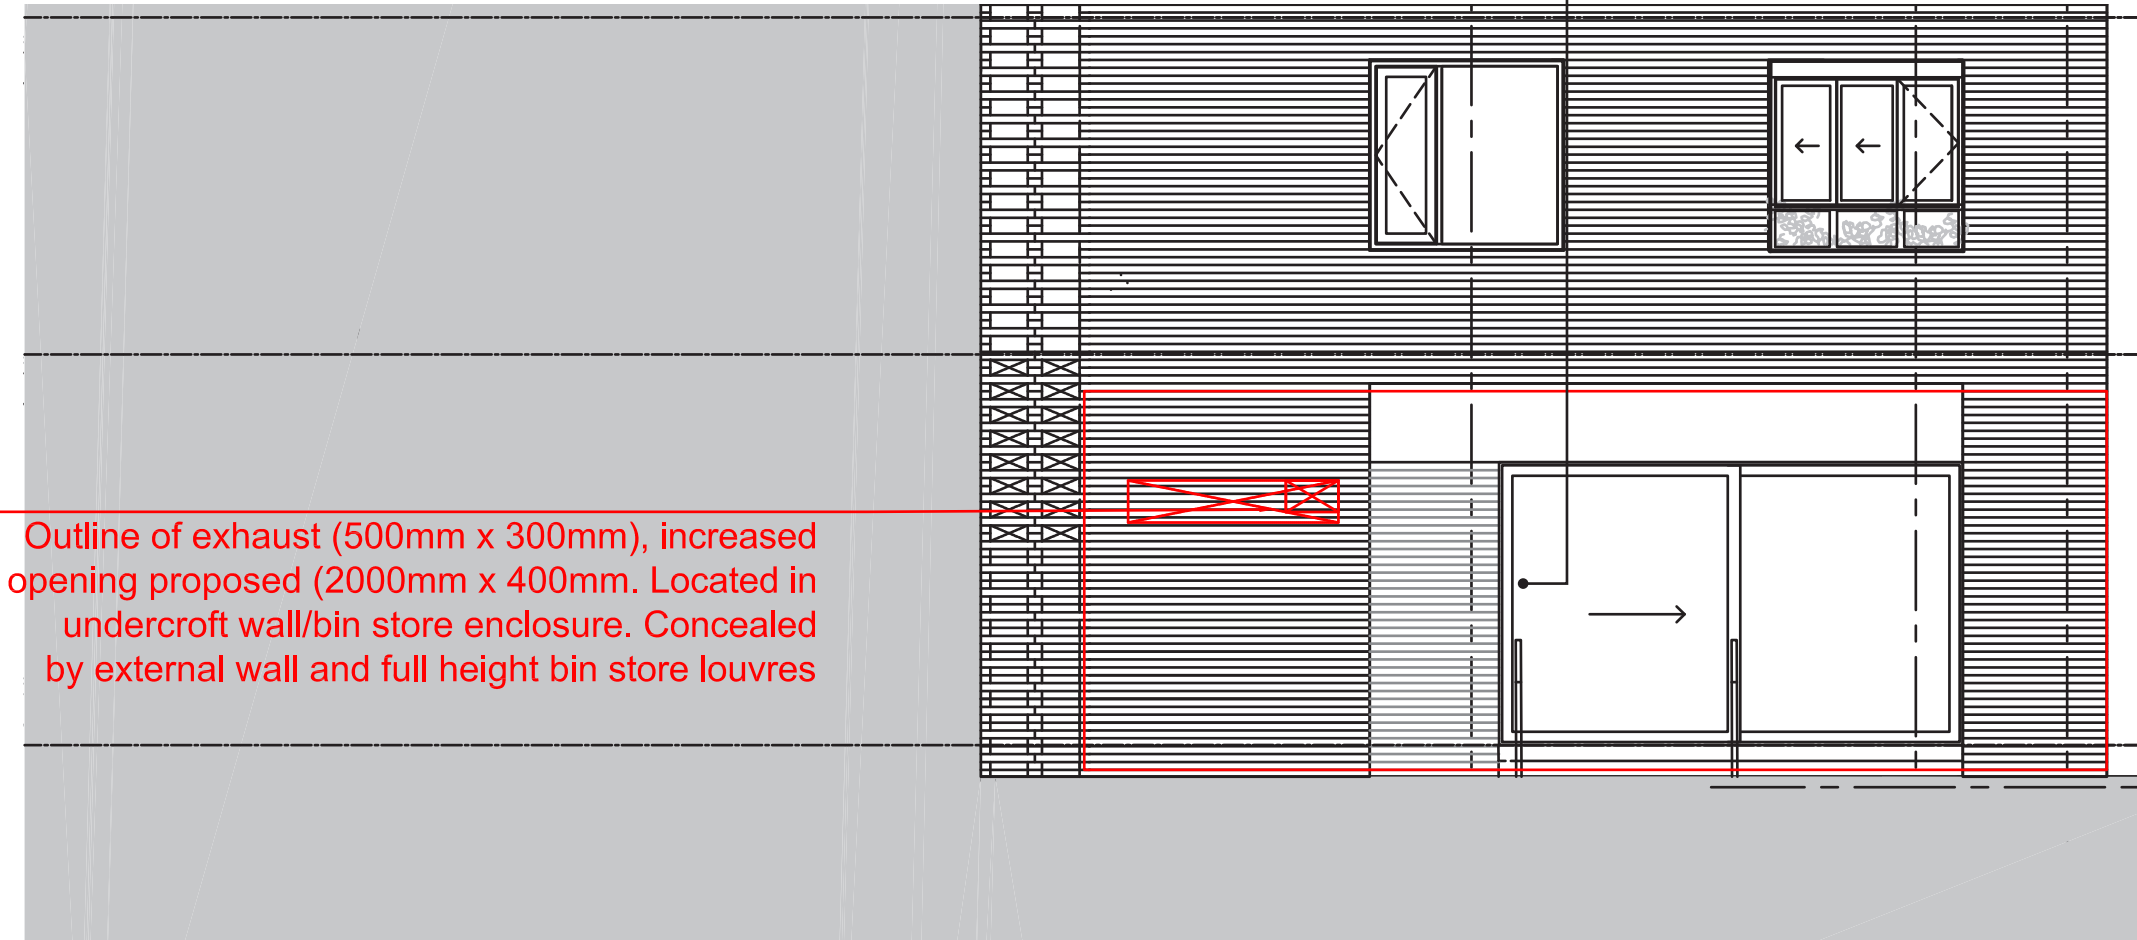 Outline of exhaust (500mm x 300mm), increased
opening proposed (2000mm x 400mm. Located in
undercroft wall/bin store enclosure. Concealed
by external wall and full height bin store louvres